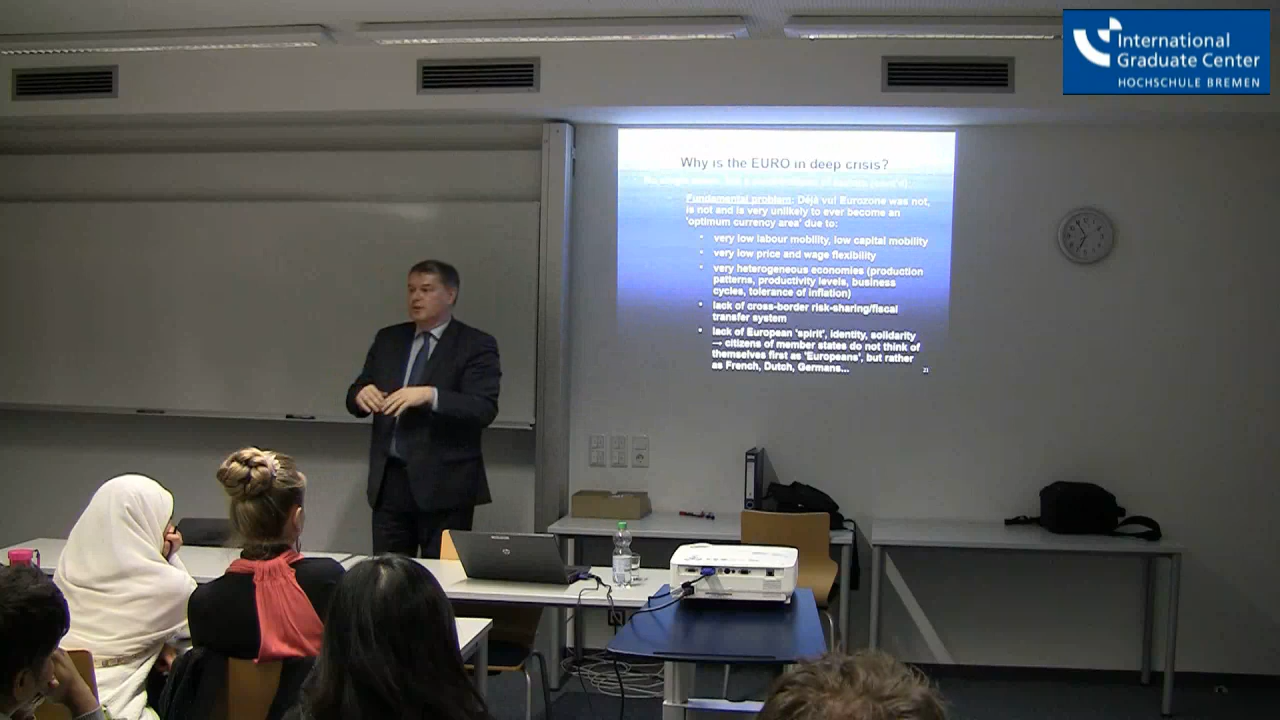 International
Graduate Center
HOCHSCHULE BREMEN
Why is the EURO in deep crisis?
Fundamental problem: Déjà vu! Eurozone was not,
is not and is very unlikely to ever become an
'optimum currency area' due to:
• very low labour mobility, low capital mobility
• very low price and wage flexibility
• very heterogeneous economies (production
patterns, productivity levels, business
cycles, tolerance of inflation)
• lack of cross-border risk-sharing/fiscal
transfer system
• lack of European 'spirit', identity, solidarity
→ citizens of member states do not think of
themselves first as 'Europeans', but rather
as French, Dutch, Germans...
21